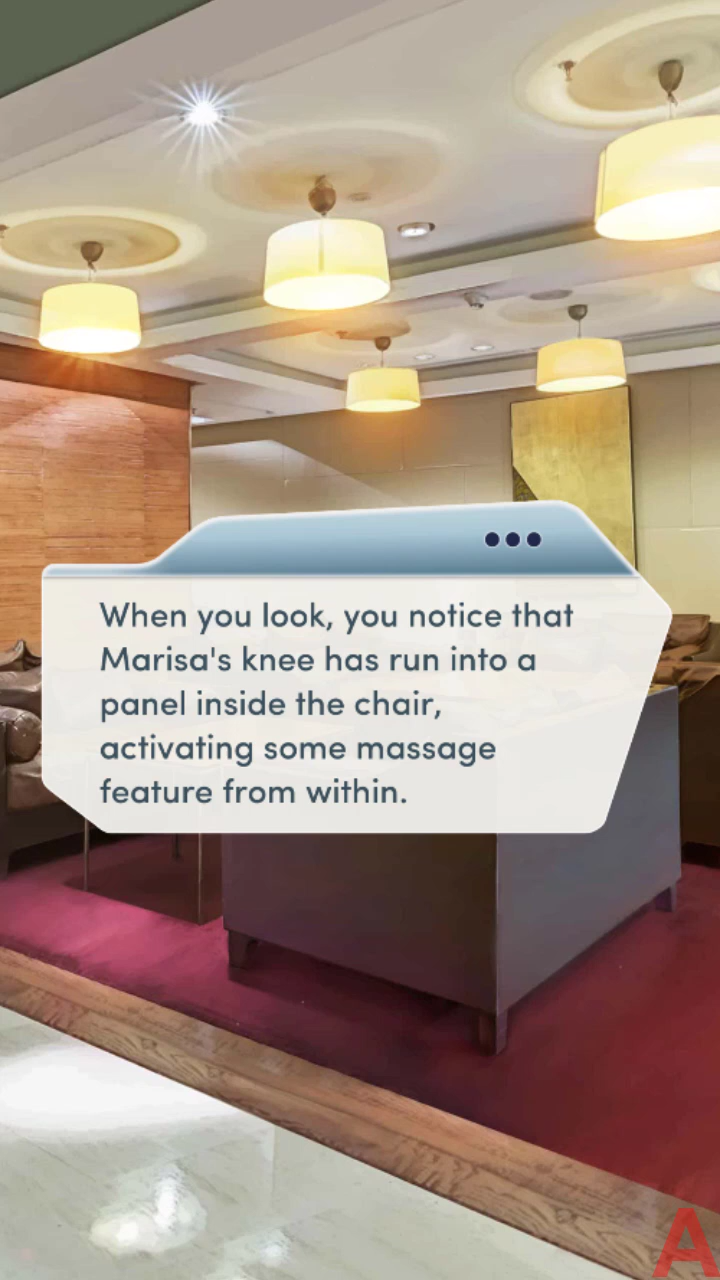 When you look, you notice that
Marisa's knee has run into a
panel inside the chair,
activating some massage
feature from within.
A